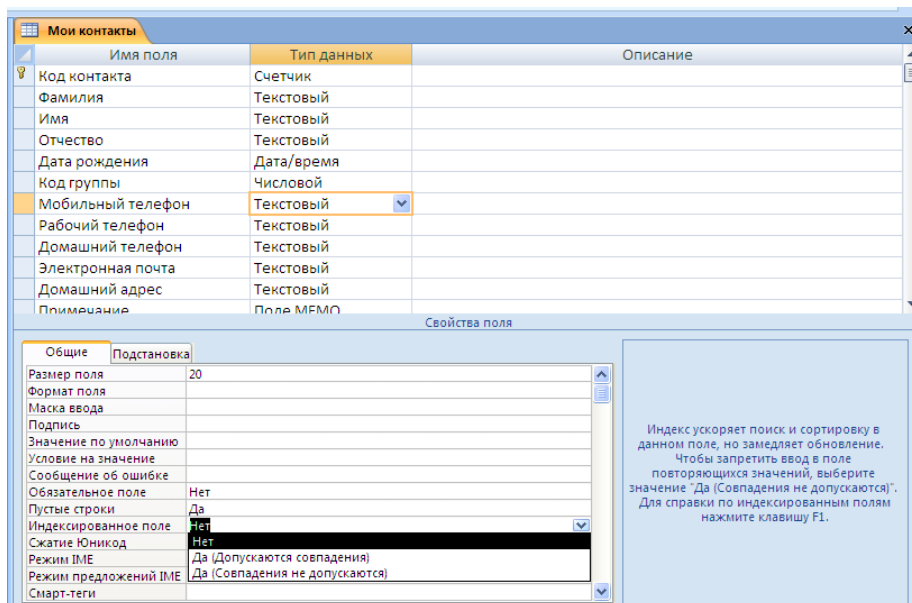 Мои контакты
Имя поля Тип данных Описание
Код контакта Счетчик
Фамилия Текстовый
Имя Текстовый
Отчество Текстовый
Дата рождения Дата/время
Код группы Числовой
Мобильный телефон Текстовый
Рабочий телефон Текстовый
Домашний телефон Текстовый
Электронная почта Текстовый
Домашний адрес Текстовый
Примечание Поле МЕМО
Свойства поля
Общие Подстановка
Размер поля 20
Формат поля
Маска ввода
Подпись
Значение по умолчанию
Условие на значение
Сообщение об ошибке
Обязательное поле Нет
Пустые строки Да
Индексированное поле Нет
Сжатие Юникод Нет
Режим IME Да (Допускаются совпадения)
Режим предложений IME Да (Совпадения не допускаются)
Смарт-теги
Индекс ускоряет поиск и сортировку в
данном поле, но замедляет обновление.
Чтобы запретить ввод в поле
повторяющихся значений, выберите
значение "Да (Совпадения не допускаются)".
Для справки по индексированным полям
нажмите клавишу F1.